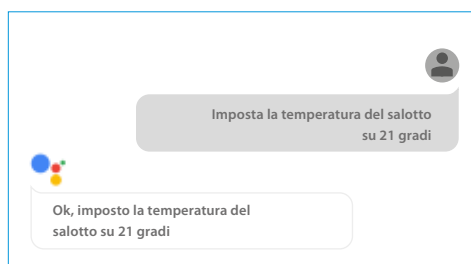 Imposta la temperatura del salotto
su 21 gradi
Ok, imposto la temperatura del
salotto su 21 gradi